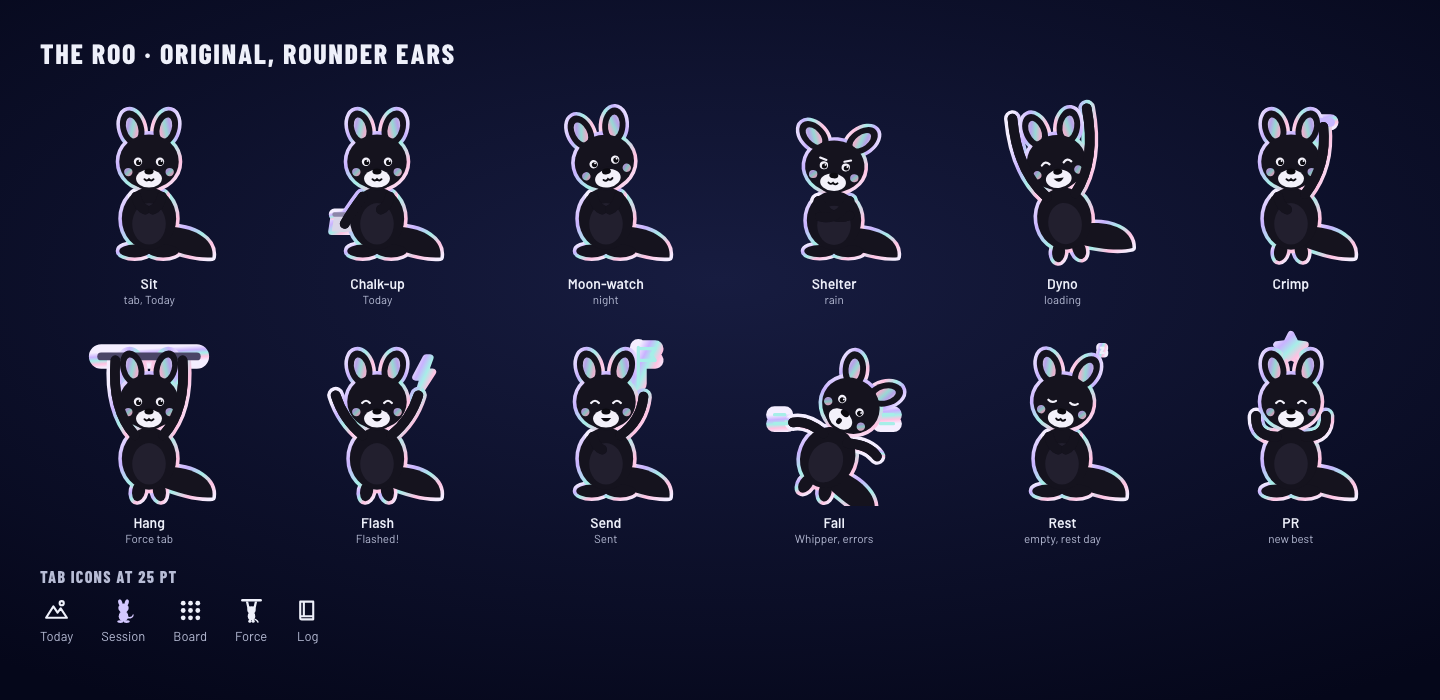 THE ROO · ORIGINAL, ROUNDER EARS
Sit
tab, Today
Chalk-up
Today
Moon-watch
night
Shelter
rain
Dyno
loading
Crimp
Hang
Force tab
Flash
Flashed!
Send
Sent
Fall
Whipper, errors
Rest
empty, rest day
PR
new best
TAB ICONS AT 25 PT
Today
Session
Board
Force
Log